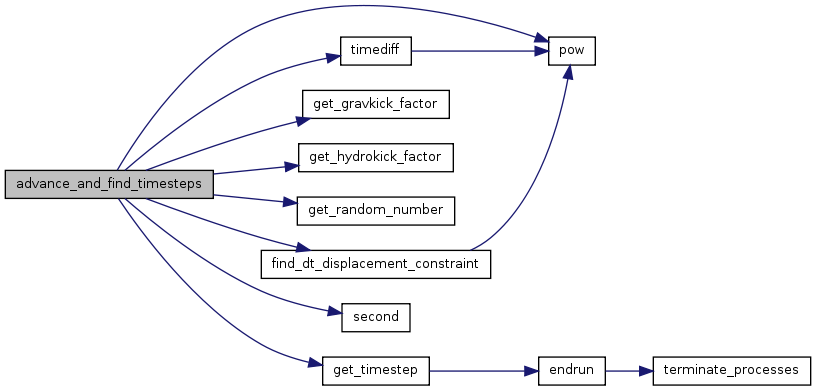 timediff
pow
get_gravkick_factor
get_hydrokick_factor
advance_and_find_timesteps
get_random_number
find_dt_displacement_constraint
second
get_timestep
endrun
terminate_processes